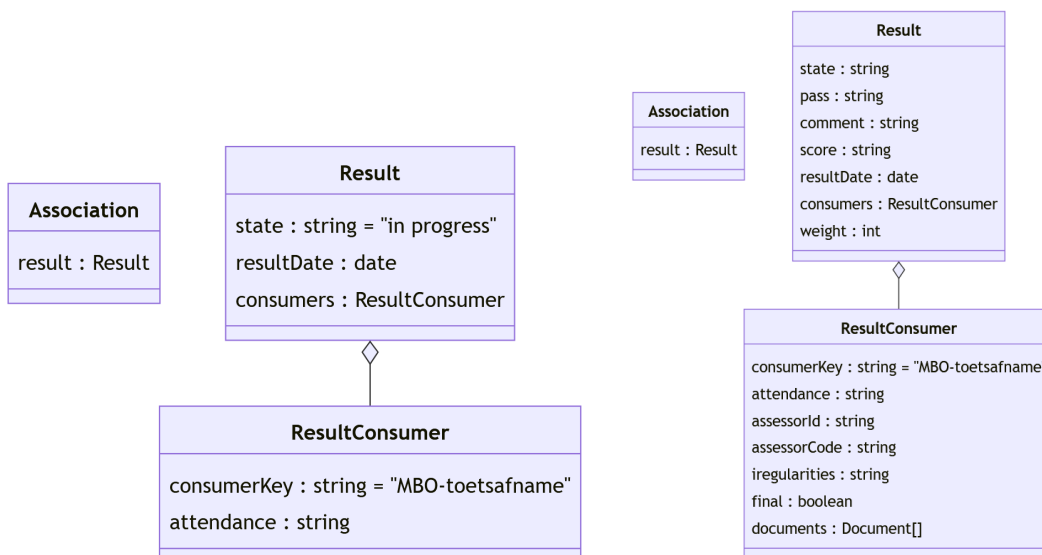 Association
result : Result
Result
state : string = "in progress"
resultDate : date
consumers : ResultConsumer
ResultConsumer
consumerKey : string = "MBO-toetsafname"
attendance : string
Association
result : Result
Result
state : string
pass : string
comment : string
score : string
resultDate : date
consumers : ResultConsumer
weight : int
ResultConsumer
consumerKey : string = "MBO-toetsafname
attendance : string
assessorId : string
assessorCode : string
iregularities : string
final : boolean
documents : Document[]